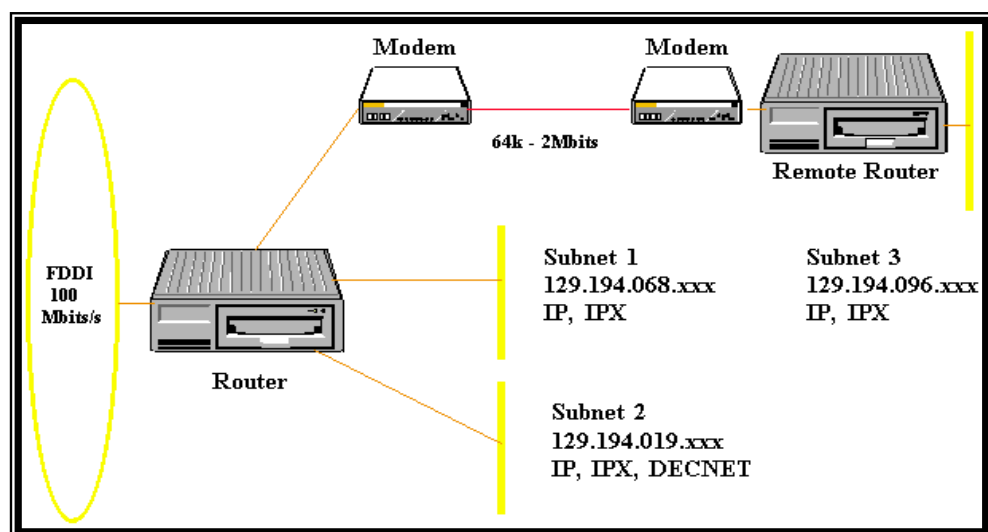 Modem
Modem
64k - 2Mbits
Remote Router
FDDI
100
Mbits/s
Router
Subnet 1
129.194.068.xxx
IP, IPX
Subnet 3
129.194.096.xxx
IP, IPX
Subnet 2
129.194.019.xxx
IP, IPX, DECNET